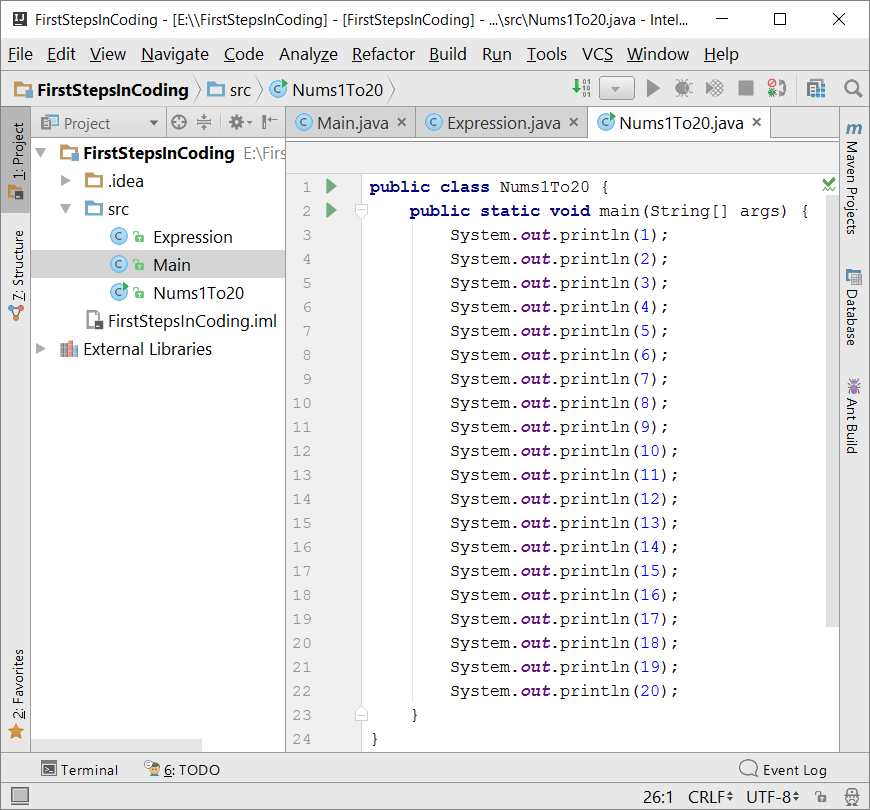 FirstStepsInCoding - [E:\\FirstStepsInCoding] - [FirstStepsInCoding] - ...\src\Nums1To20.java - Intel...
File Edit View Navigate Code Analyze Refactor Build Run Tools VCS Window Help
FirstStepsInCoding src Nums1To20
Project Main.java Expression.java Nums1To20.java
1: Project
7: Structure
2: Favorites
FirstStepsInCoding E:\Firs
.idea
src
Expression
Main
Nums1To20
FirstStepsInCoding.iml
External Libraries
1 public class Nums1To20 {
2 public static void main(String[] args) {
3 System.out.println(1);
4 System.out.println(2);
5 System.out.println(3);
6 System.out.println(4);
7 System.out.println(5);
8 System.out.println(6);
9 System.out.println(7);
10 System.out.println(8);
11 System.out.println(9);
12 System.out.println(10);
13 System.out.println(11);
14 System.out.println(12);
15 System.out.println(13);
16 System.out.println(14);
17 System.out.println(15);
18 System.out.println(16);
19 System.out.println(17);
20 System.out.println(18);
21 System.out.println(19);
22 System.out.println(20);
23 }
24 }
Maven Projects
Database
Ant Build
Terminal 6: TODO Event Log
26:1 CRLF UTF-8